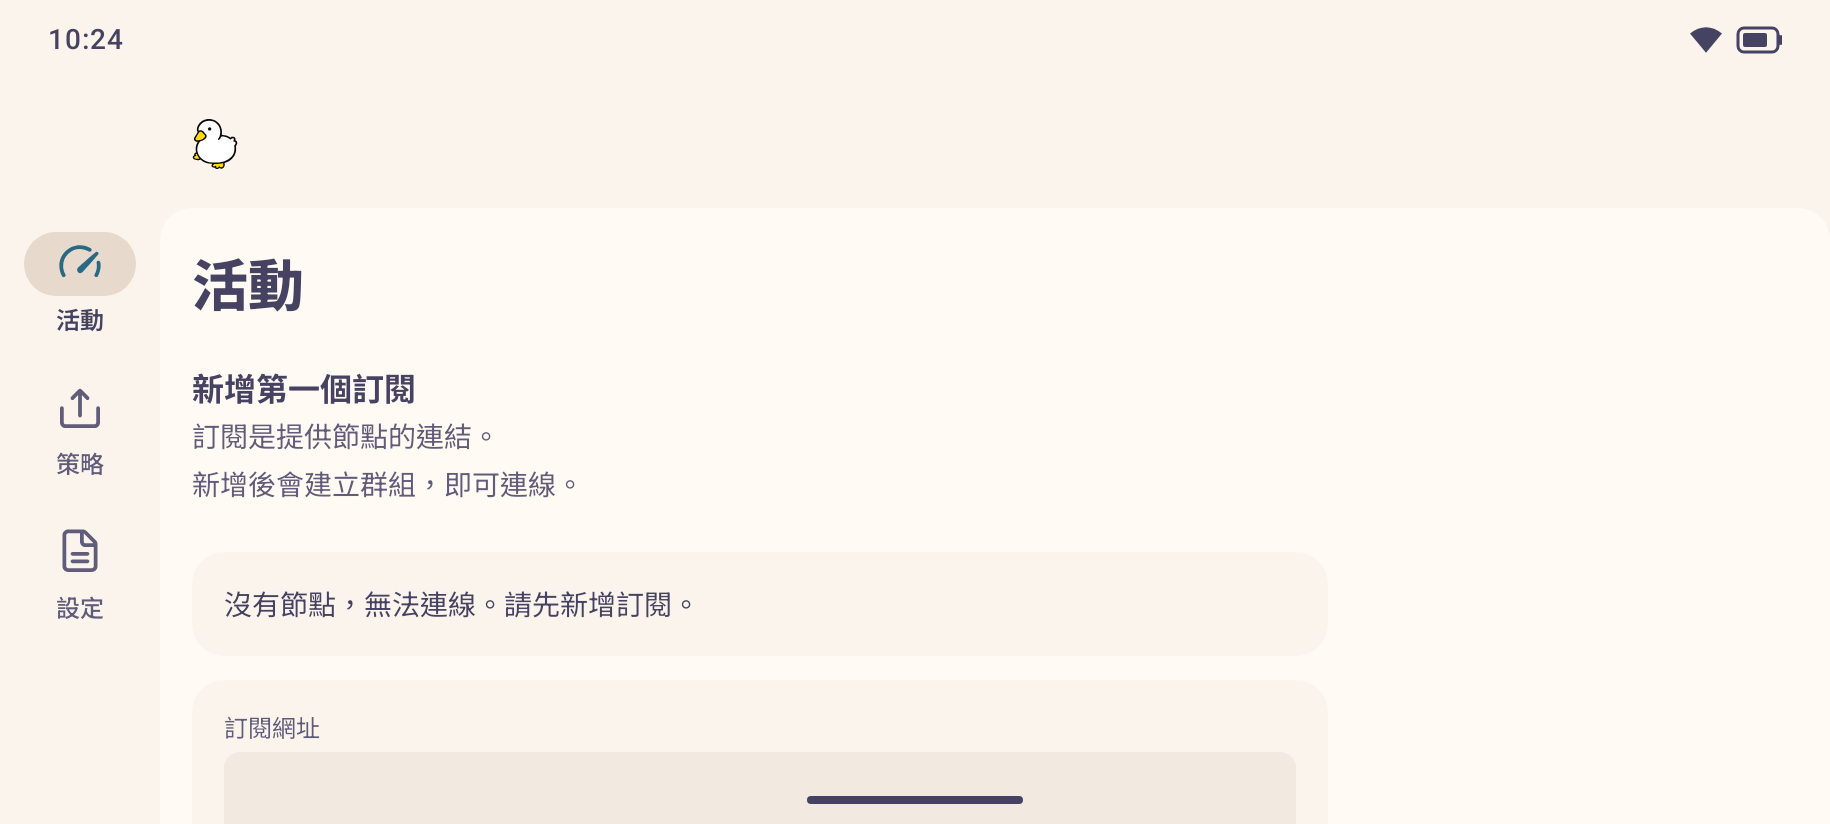 10:24
活動
策略
設定
活動
新增第一個訂閱
訂閱是提供節點的連結。
新增後會建立群組，即可連線。
沒有節點，無法連線。請先新增訂閱。
訂閱網址